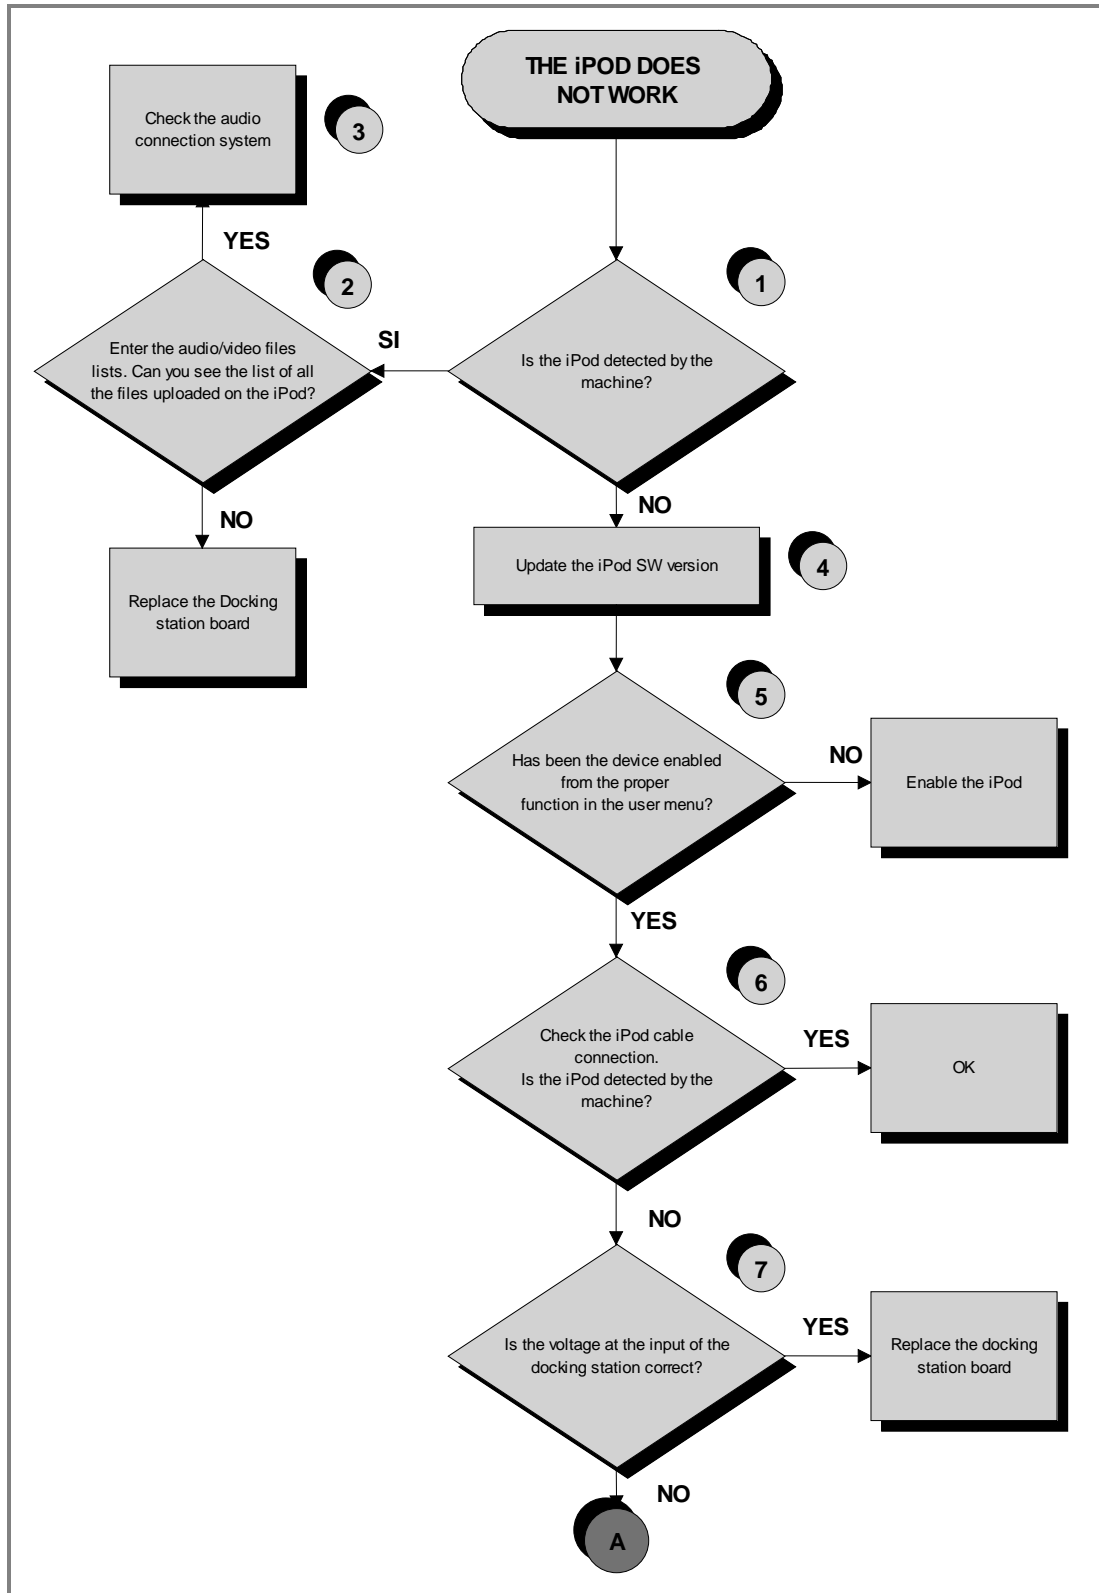 THE iPOD DOES
NOT WORK
Check the audio
connection system
3
YES
2
1
SI
Enter the audio/video files
lists. Can you see the list of all
the files uploaded on the iPod?
Is the iPod detected by the
machine?
NO
NO
Update the iPod SW version
4
Replace the Docking
station board
5
Has been the device enabled
from the proper
function in the user menu?
NO
Enable the iPod
YES
6
Check the iPod cable
connection.
Is the iPod detected by the
machine?
YES
OK
NO
7
Is the voltage at the input of the
docking station correct?
YES
Replace the docking
station board
NO
A